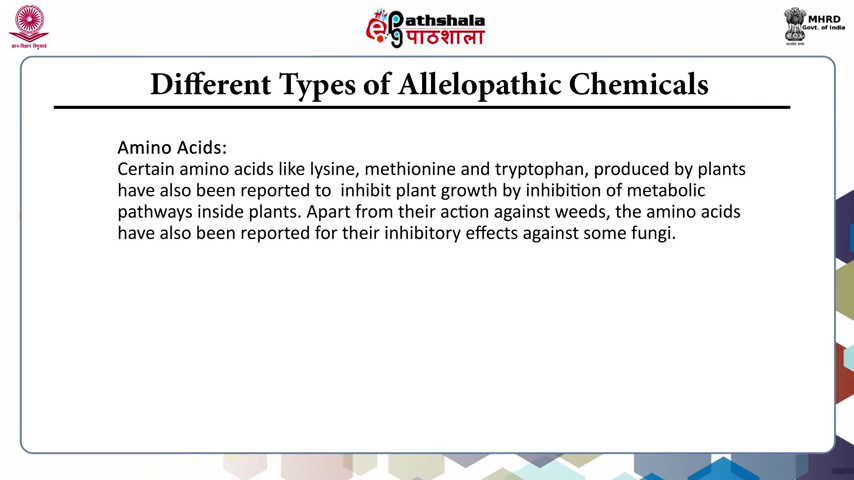 ज्ञान-विज्ञान विमुक्तये
ePathshala
पाठशाला
MHRD
Govt. of India
Different Types of Allelopathic Chemicals
Amino Acids:
Certain amino acids like lysine, methionine and tryptophan, produced by plants
have also been reported to inhibit plant growth by inhibition of metabolic
pathways inside plants. Apart from their action against weeds, the amino acids
have also been reported for their inhibitory effects against some fungi.